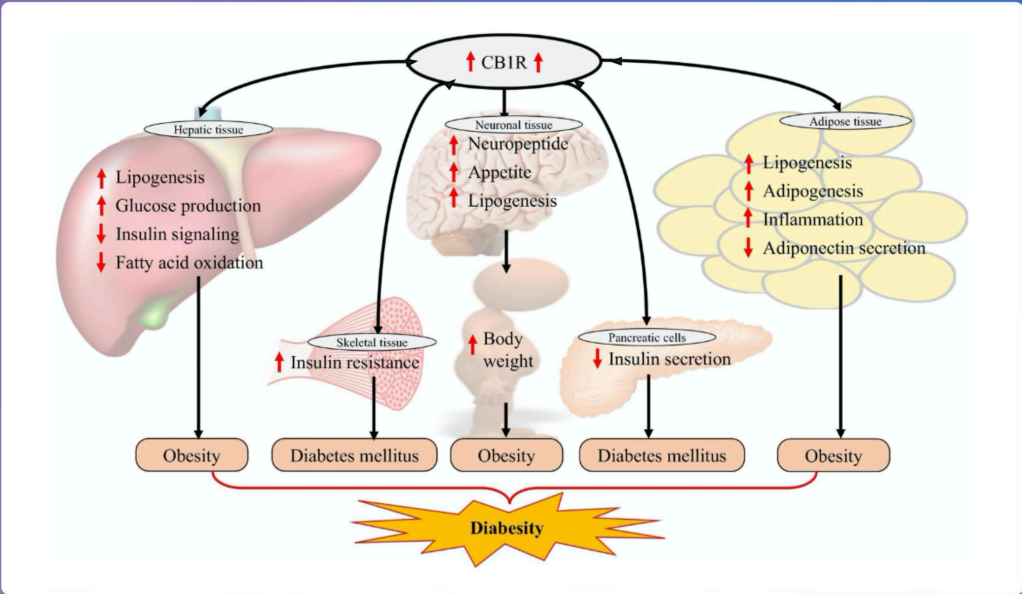 ↑ CB1R ↑
Hepatic tissue
↑ Lipogenesis
↑ Glucose production
↓ Insulin signaling
↓ Fatty acid oxidation
Neuronal tissue
↑ Neuropeptide
↑ Appetite
↑ Lipogenesis
Adipose tissue
↑ Lipogenesis
↑ Adipogenesis
↑ Inflammation
↓ Adiponectin secretion
Skeletal tissue
↑ Insulin resistance
↑ Body
weight
Pancreatic cells
↓ Insulin secretion
Obesity
Diabetes mellitus
Obesity
Diabetes mellitus
Obesity
Diabesity